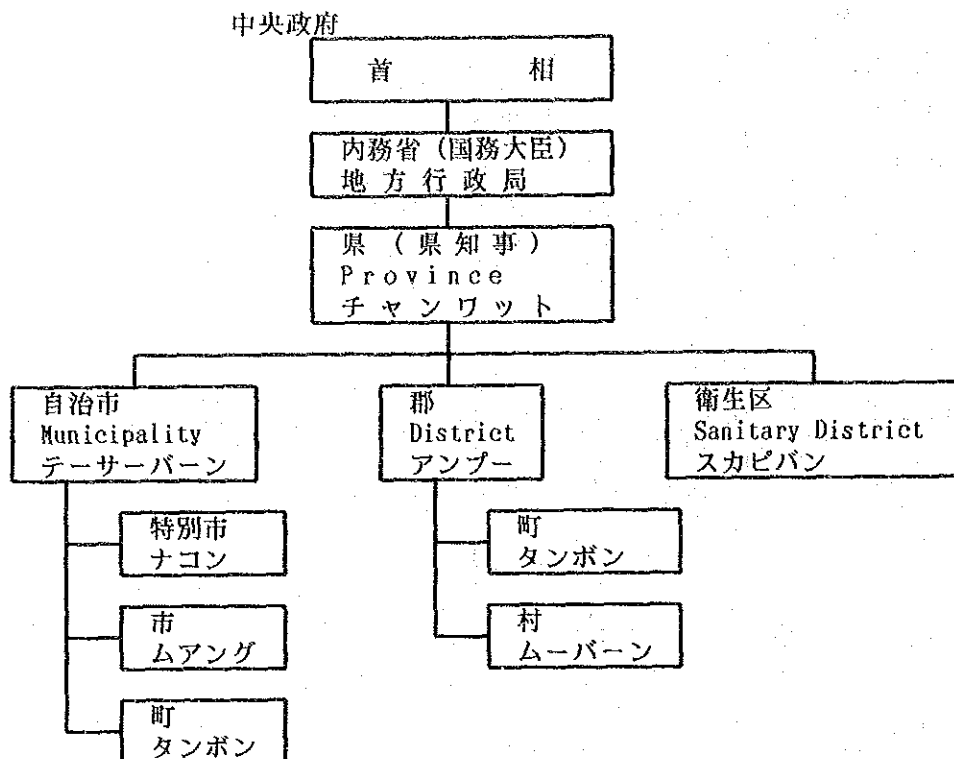 中央政府
首 相
内務省（国務大臣）
地方行政局
県（県知事）
Province
チャンワット
自治市
Municipality
テーサーバーン
郡
District
アンプー
衛生区
Sanitary District
スカピバン
特別市
ナコン
町
タンボン
市
ムアング
村
ムーバーン
町
タンボン